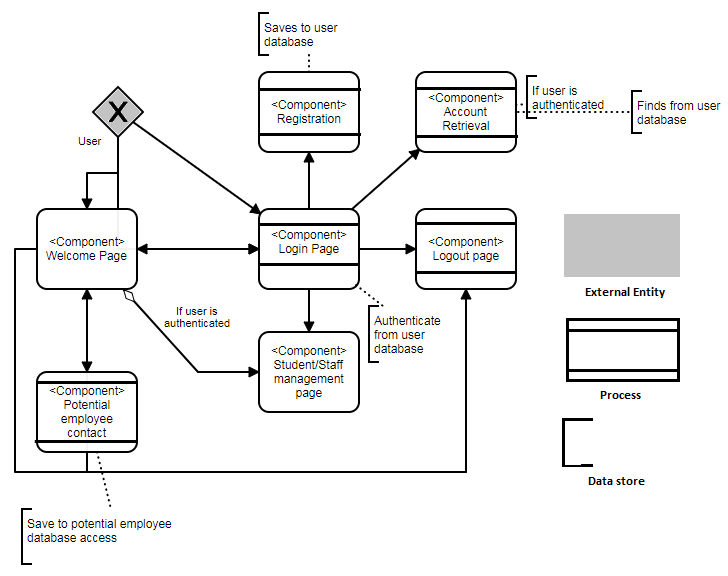 Saves to user
database
<Component>
Registration
<Component>
Account
Retrieval
If user is
authenticated
Finds from user
database
X
User
<Component>
Welcome Page
<Component>
Login Page
<Component>
Logout page
External Entity
If user is
authenticated
Authenticate
from user
database
<Component>
Student/Staff
management
page
<Component>
Potential
employee
contact
Process
Data store
Save to potential employee
database access